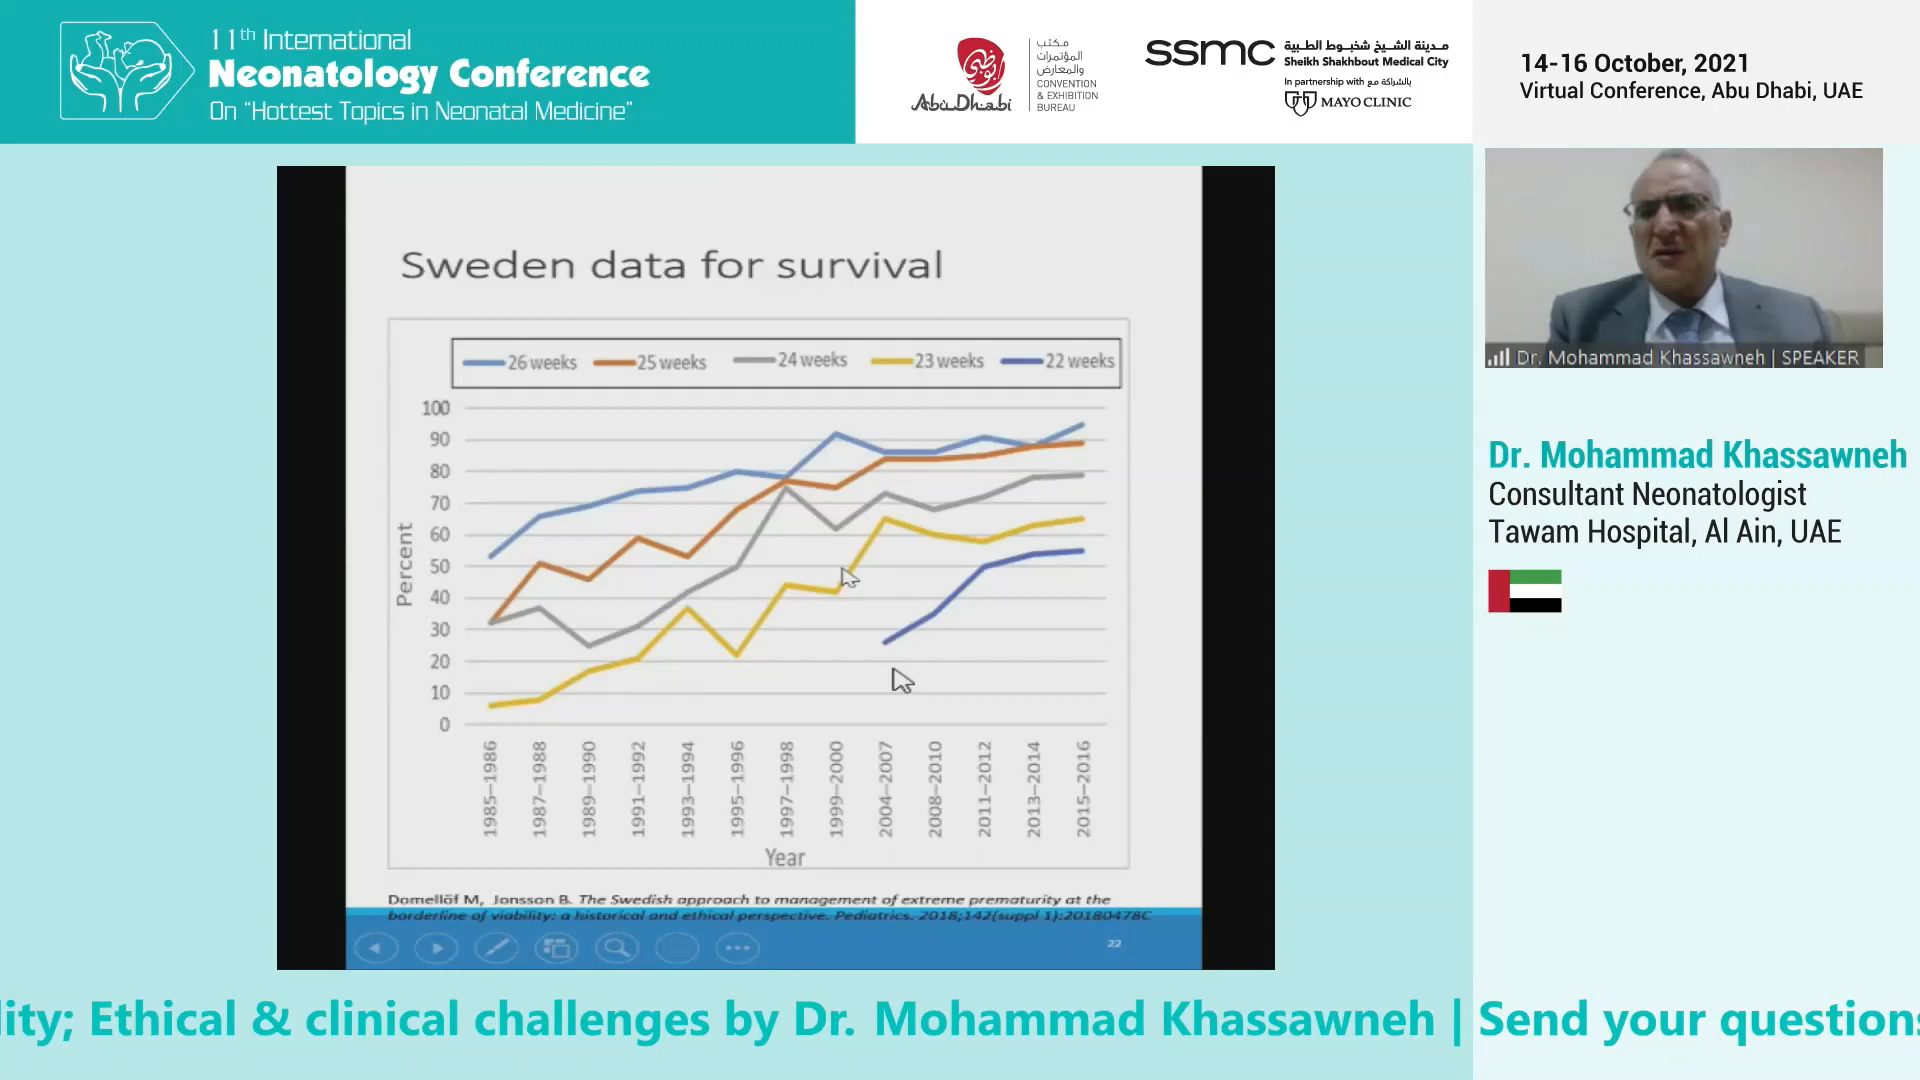 11th International
Neonatology Conference
On “Hottest Topics in Neonatal Medicine”
AbuDhabi
مكتب
المؤتمرات
والمعارض
CONVENTION
& EXHIBITION
BUREAU
ssmc
مدينة الشيخ شخبوط الطبية
Sheikh Shakhbout Medical City
In partnership with بالشراكة مع
MAYO CLINIC
14-16 October, 2021
Virtual Conference, Abu Dhabi, UAE
Sweden data for survival
26 weeks 25 weeks 24 weeks 23 weeks 22 weeks
100
90
80
70
60
50
40
30
20
10
0
Percent
1985–1986
1987–1988
1989–1990
1991–1992
1993–1994
1995–1996
1997–1998
1999–2000
2004–2007
2008–2010
2011–2012
2013–2014
2015–2016
Year
Domellöf M, Jonsson B. The Swedish approach to management of extreme prematurity at the
borderline of viability: a historical and ethical perspective. Pediatrics. 2018;142(suppl 1):20180478C
22
Dr. Mohammad Khassawneh | SPEAKER
Dr. Mohammad Khassawneh
Consultant Neonatologist
Tawam Hospital, Al Ain, UAE
lity; Ethical & clinical challenges by Dr. Mohammad Khassawneh | Send your questions